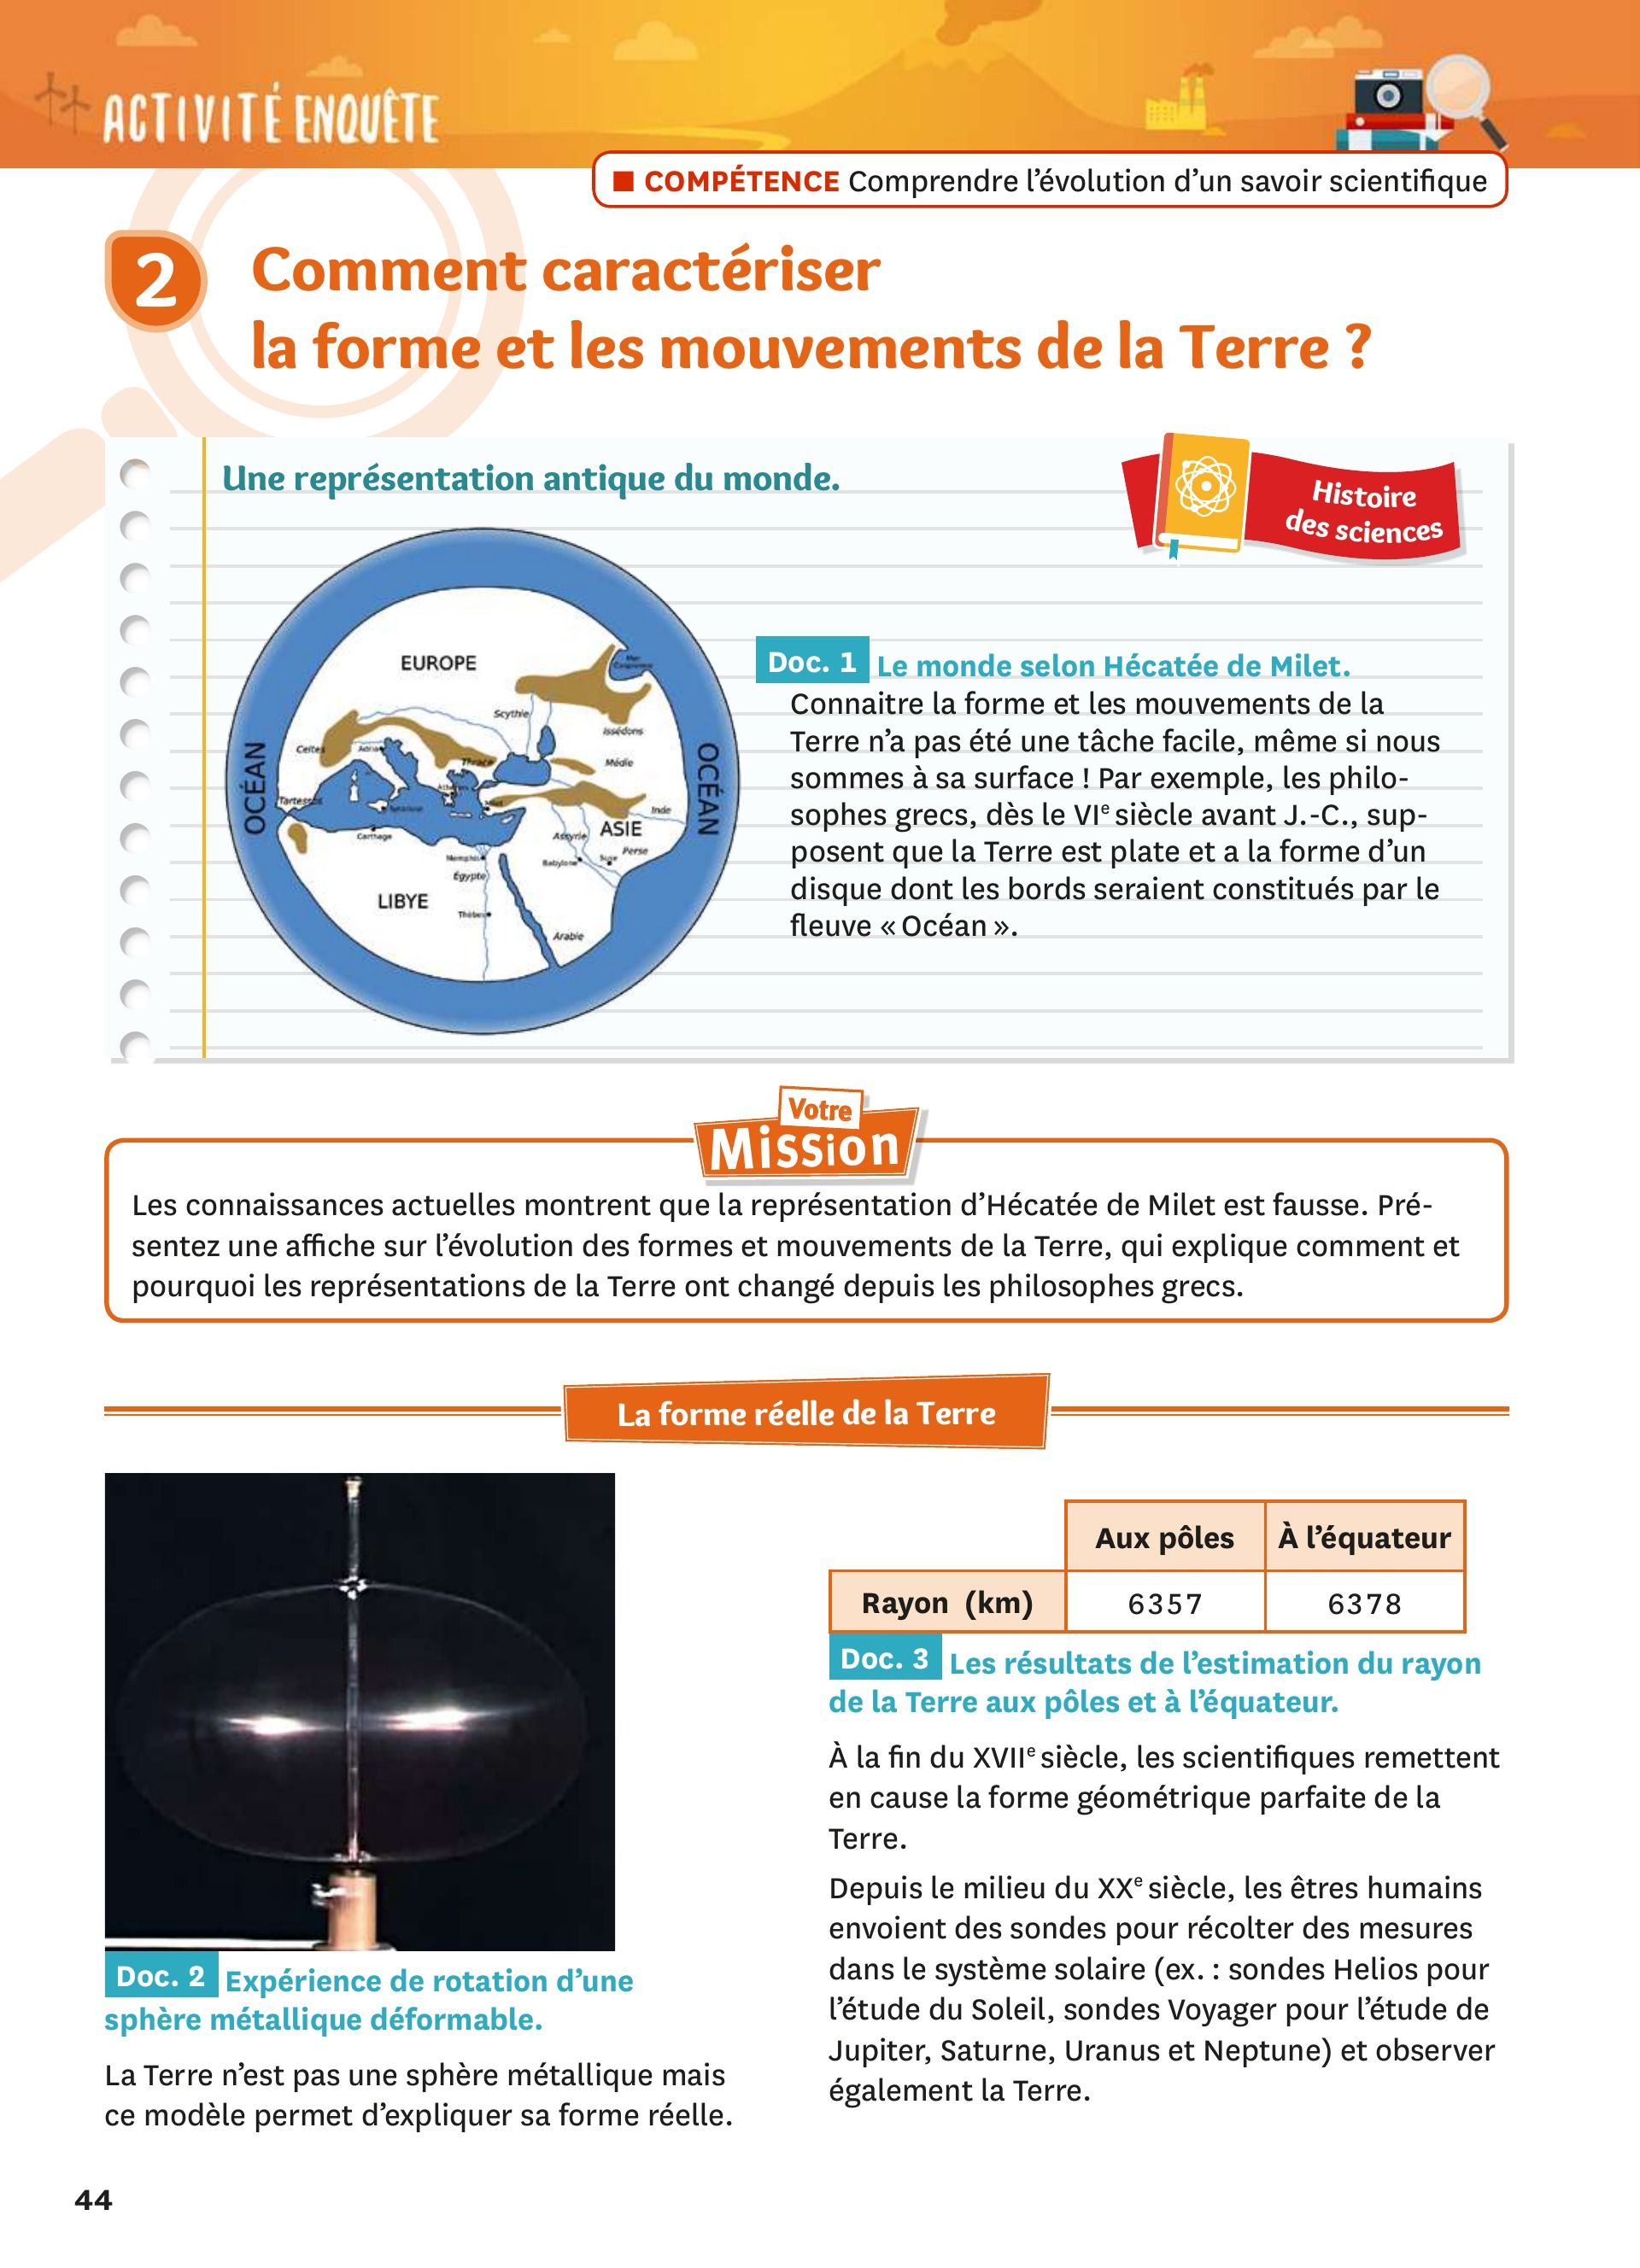 ACTIVITÉ ENQUÊTE
■ COMPÉTENCE Comprendre l'évolution d'un savoir scientifique
2
Comment caractériser
la forme et les mouvements de la Terre ?
Une représentation antique du monde.
Histoire
des sciences
EUROPE
Scythie
Issédons
Celtes
Adria
Thrace
Médie
OCÉAN
OCÉAN
Tartessos
Inde
Carthage
Assyrie
ASIE
Memphis
Babylone
Suse
Perse
Égypte
LIBYE
Thèbes
Arabie
Doc. 1 Le monde selon Hécatée de Milet.
Connaitre la forme et les mouvements de la
Terre n'a pas été une tâche facile, même si nous
sommes à sa surface ! Par exemple, les philo-
sophes grecs, dès le VIe siècle avant J.-C., sup-
posent que la Terre est plate et a la forme d'un
disque dont les bords seraient constitués par le
fleuve « Océan ».
Votre
Mission
Les connaissances actuelles montrent que la représentation d'Hécatée de Milet est fausse. Pré-
sentez une affiche sur l'évolution des formes et mouvements de la Terre, qui explique comment et
pourquoi les représentations de la Terre ont changé depuis les philosophes grecs.
La forme réelle de la Terre
Doc. 2 Expérience de rotation d'une
sphère métallique déformable.
La Terre n'est pas une sphère métallique mais
ce modèle permet d'expliquer sa forme réelle.
Aux pôles À l'équateur
Rayon (km) 6357 6378
Doc. 3 Les résultats de l'estimation du rayon
de la Terre aux pôles et à l'équateur.
À la fin du XVIIe siècle, les scientifiques remettent
en cause la forme géométrique parfaite de la
Terre.
Depuis le milieu du XXe siècle, les êtres humains
envoient des sondes pour récolter des mesures
dans le système solaire (ex. : sondes Helios pour
l'étude du Soleil, sondes Voyager pour l'étude de
Jupiter, Saturne, Uranus et Neptune) et observer
également la Terre.
44